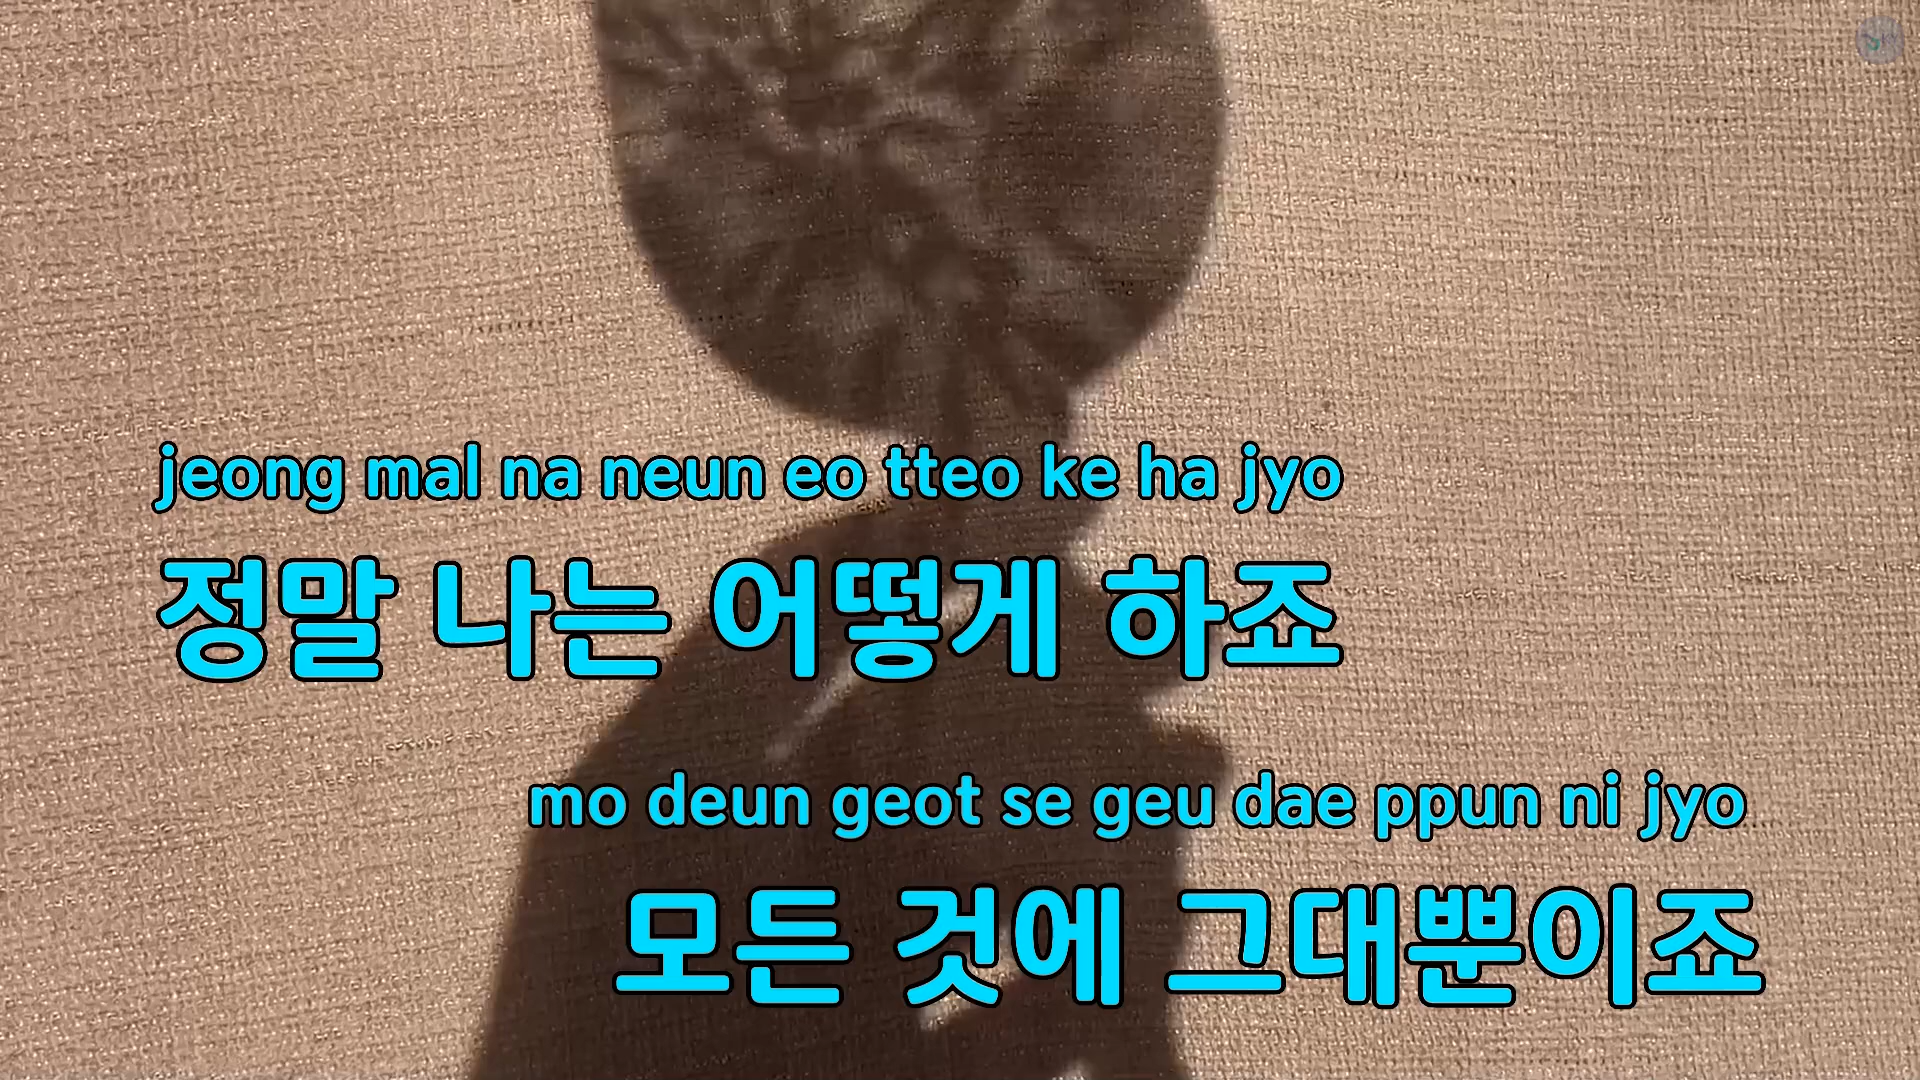 jeong mal na neun eo tteo ke ha jyo
정말 나는 어떻게 하죠
mo deun geot se geu dae ppun ni jyo
모든 것에 그대뿐이죠